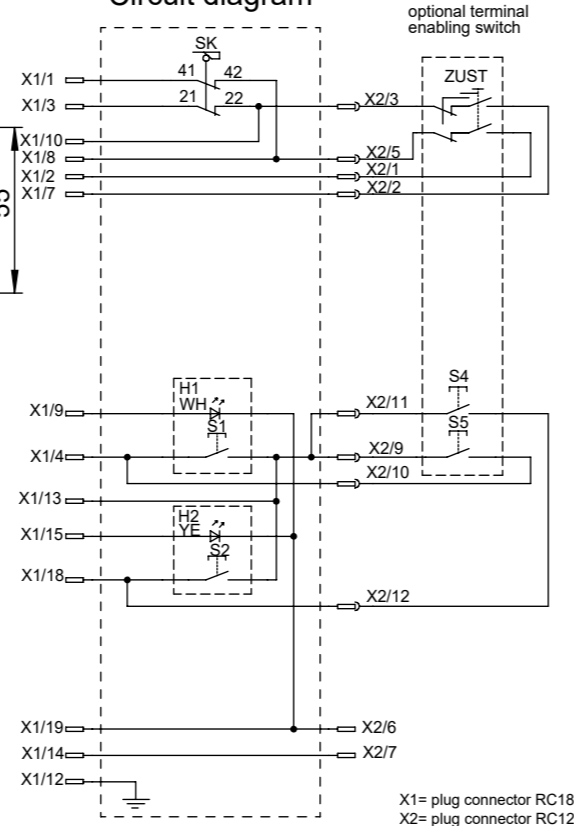 Circuit diagram
optional terminal
enabling switch
SK
ZUST
X1/1
41
42
X1/3
21
22
X2/3
X1/10
X1/8
X2/5
X1/2
X2/1
X1/7
X2/2
55
H1
WH
S1
S4
X1/9
X2/11
S5
X1/4
X2/9
X2/10
X1/13
H2
YE
S2
X1/15
X1/18
X2/12
X1/19
X2/6
X1/14
X2/7
X1/12
X1= plug connector RC18
X2= plug connector RC12